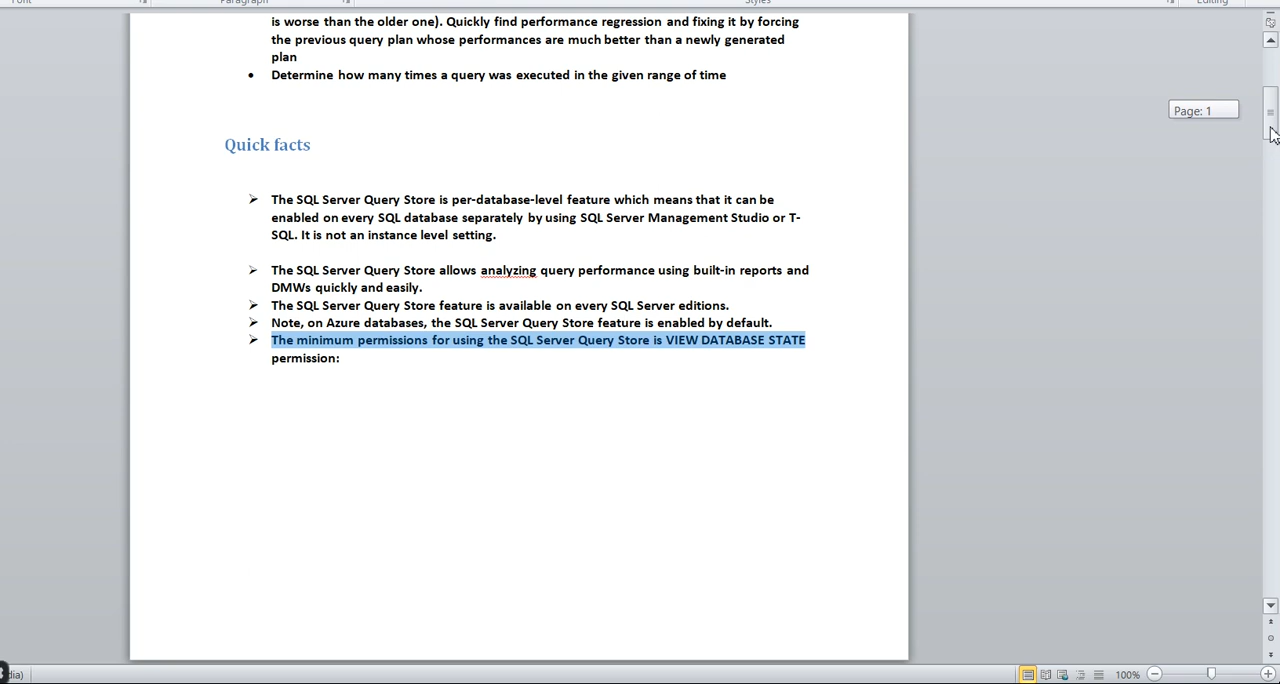 Paragraph
Styles
Editing
is worse than the older one). Quickly find performance regression and fixing it by forcing
the previous query plan whose performances are much better than a newly generated
plan
• Determine how many times a query was executed in the given range of time
Page: 1
Quick facts
➢ The SQL Server Query Store is per-database-level feature which means that it can be
enabled on every SQL database separately by using SQL Server Management Studio or T-
SQL. It is not an instance level setting.
➢ The SQL Server Query Store allows analyzing query performance using built-in reports and
DMWs quickly and easily.
➢ The SQL Server Query Store feature is available on every SQL Server editions.
➢ Note, on Azure databases, the SQL Server Query Store feature is enabled by default.
➢ The minimum permissions for using the SQL Server Query Store is VIEW DATABASE STATE
permission:
100%